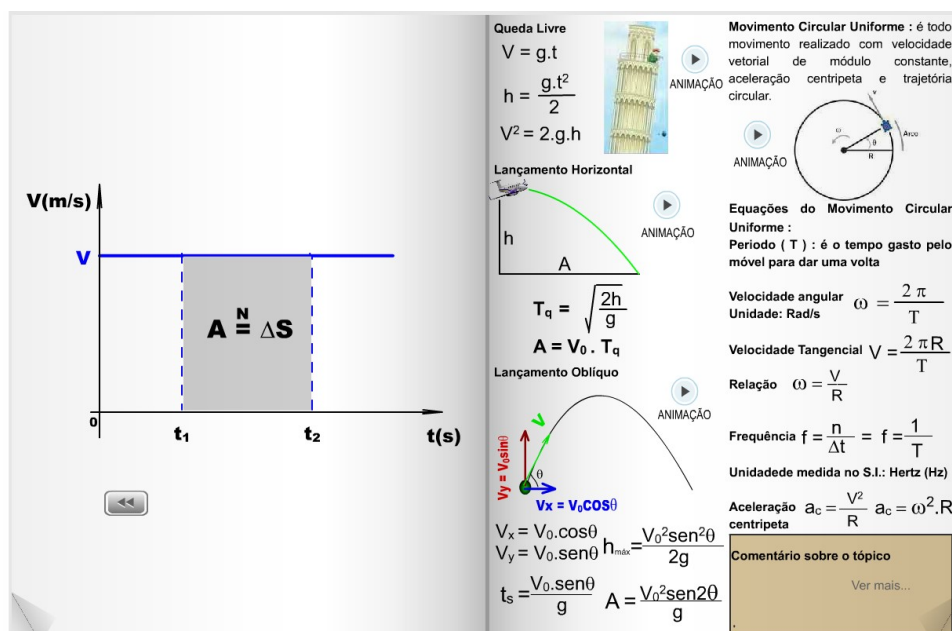 V(m/s)
V
A N= ΔS
0
t₁
t₂
t(s)
Queda Livre
V = g.t
h = g.t²/2
V² = 2.g.h
ANIMAÇÃO
Lançamento Horizontal
ANIMAÇÃO
h
A
Tq = √2h/g
A = V₀ . Tq
Lançamento Oblíquo
ANIMAÇÃO
V
θ
Vy = V₀sinθ
Vx = V₀COSθ
Vx = V₀.cosθ
Vy = V₀.senθ
hmáx = V₀²sen²θ/2g
ts = V₀.senθ/g
A = V₀²sen2θ/g
Movimento Circular Uniforme : é todo
movimento realizado com velocidade
vetorial de módulo constante,
aceleração centripeta e trajetória
circular.
ANIMAÇÃO
v
ω
θ
R
Arco
Equações do Movimento Circular
Uniforme :
Periodo ( T ) : é o tempo gasto pelo
móvel para dar uma volta
Velocidade angular ω = 2 π/T
Unidade: Rad/s
Velocidade Tangencial V = 2 πR/T
Relação ω = V/R
Frequência f = n/Δt = f = 1/T
Unidadede medida no S.I.: Hertz (Hz)
Aceleração centripeta ac = V²/R ac = ω².R
Comentário sobre o tópico
Ver mais...